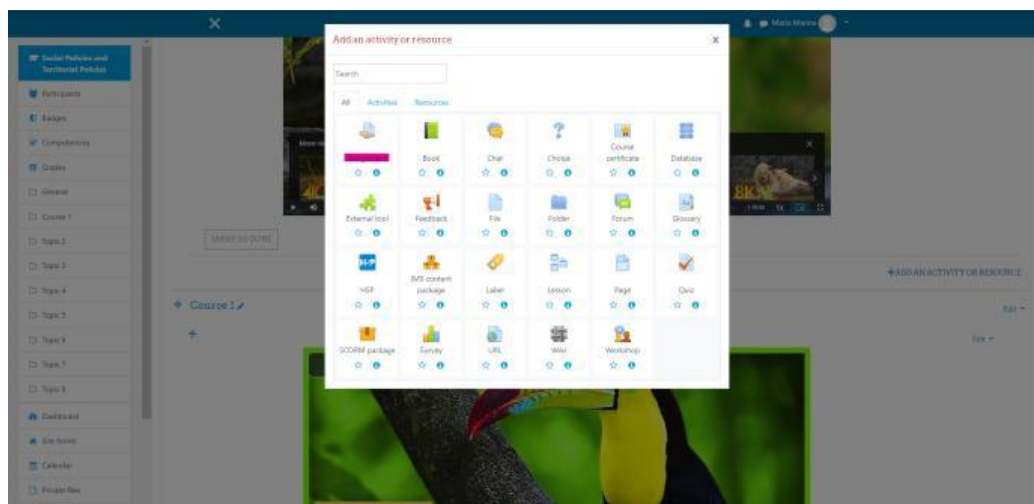 Maria Marino
Add an activity or resource
x
Search
All
Activities
Resources
Book
Chat
Choice
Course
certificate
Database
External tool
Feedback
File
Folder
Forum
Glossary
H5P
IMS content
package
Label
Lesson
Page
Quiz
SCORM package
Survey
URL
Wiki
Workshop
Social Policies and
Territorial Policies
Participants
Badges
Competencies
Grades
General
Course 1
Topic 2
Topic 3
Topic 4
Topic 5
Topic 6
Topic 7
Topic 8
Dashboard
Site home
Calendar
Private files
4K
8K
MARK AS DONE
+ADD AN ACTIVITY OR RESOURCE
Course 1
Edit
Edit